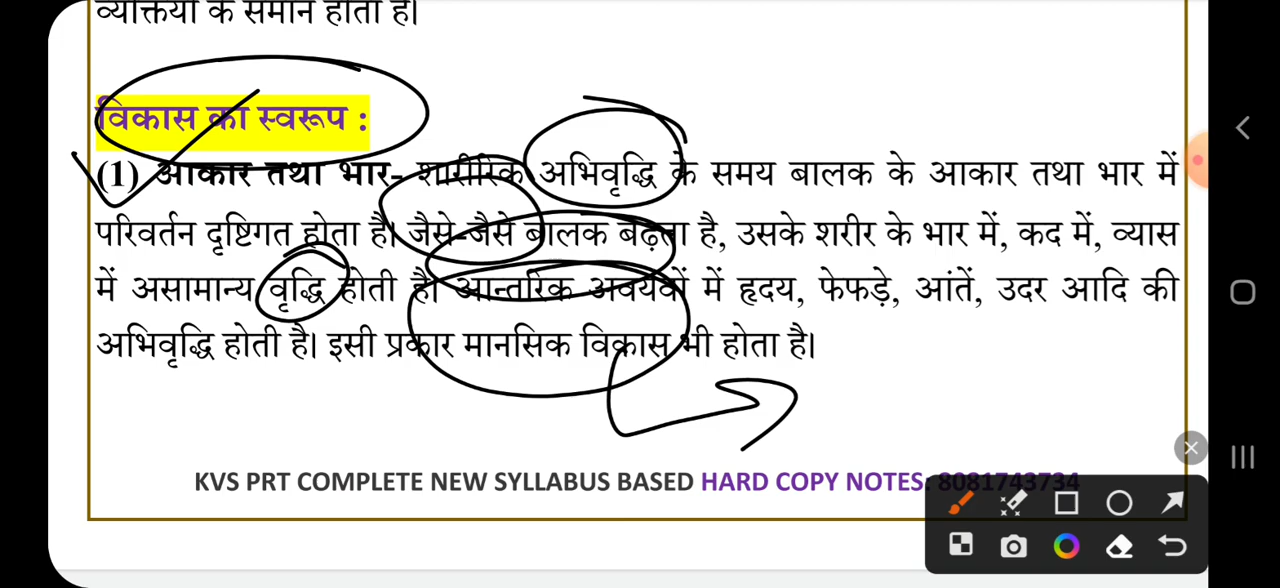 व्यक्तियों के समान होता है।
विकास का स्वरूप :
(1) आकार तथा भार- शारीरिक अभिवृद्धि के समय बालक के आकार तथा भार में
परिवर्तन दृष्टिगत होता है। जैसे-जैसे बालक बढ़ता है, उसके शरीर के भार में, कद में, व्यास
में असामान्य वृद्धि होती है। आन्तरिक अवयवों में हृदय, फेफड़े, आंतें, उदर आदि की
अभिवृद्धि होती है। इसी प्रकार मानसिक विकास भी होता है।
KVS PRT COMPLETE NEW SYLLABUS BASED HARD COPY NOTES: 8081743734